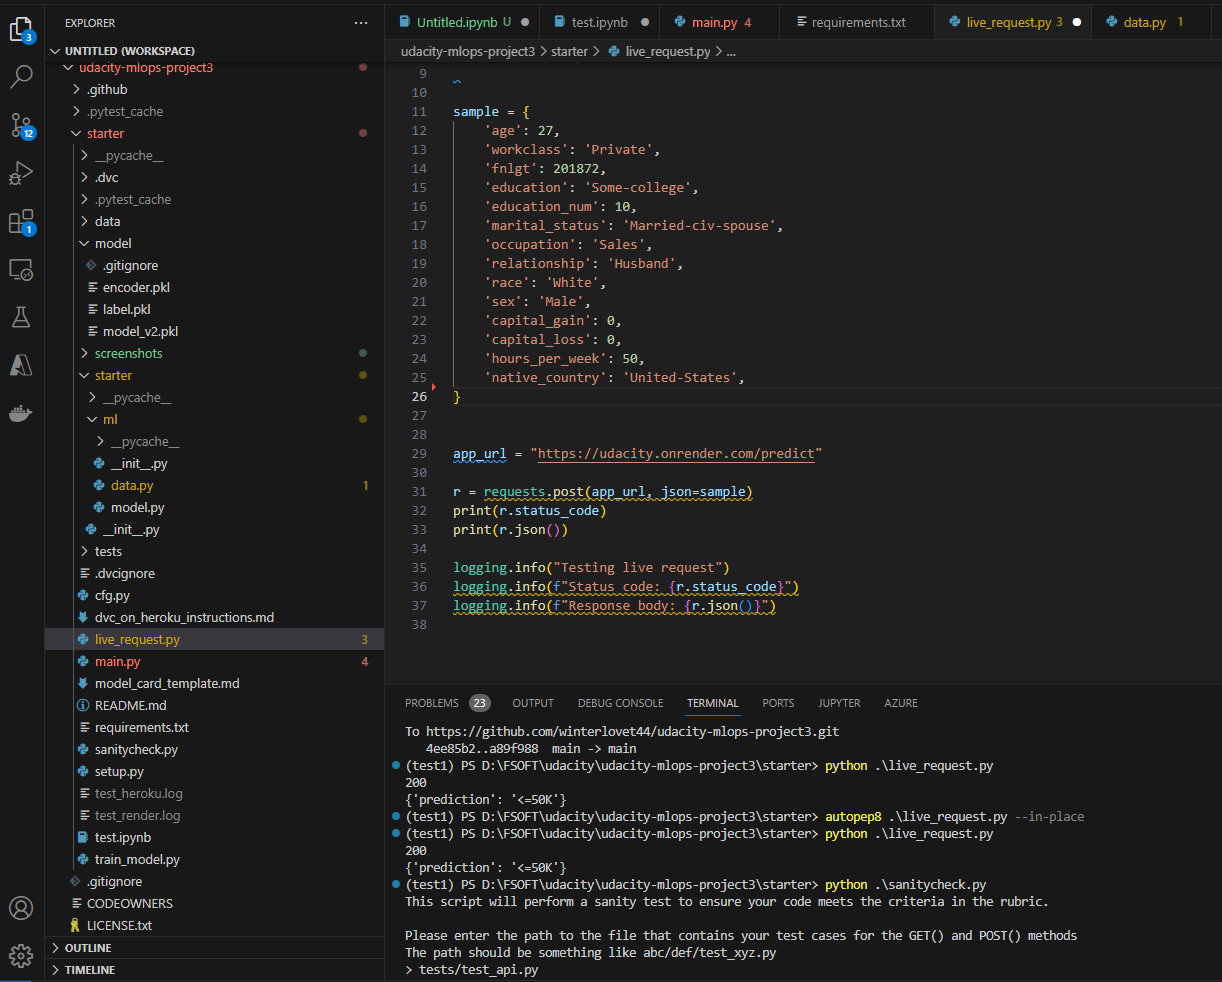 EXPLORER
UNTITLED (WORKSPACE)
udacity-mlops-project3
.github
.pytest_cache
starter
__pycache__
.dvc
.pytest_cache
data
model
.gitignore
encoder.pkl
label.pkl
model_v2.pkl
screenshots
starter
__pycache__
ml
__pycache__
__init__.py
data.py 1
model.py
__init__.py
tests
.dvcignore
cfg.py
dvc_on_heroku_instructions.md
live_request.py 3
main.py 4
model_card_template.md
README.md
requirements.txt
sanitycheck.py
setup.py
test_heroku.log
test_render.log
test.ipynb
train_model.py
.gitignore
CODEOWNERS
LICENSE.txt
OUTLINE
TIMELINE
3
12
1
Untitled.ipynb U test.ipynb main.py 4 requirements.txt live_request.py 3 data.py 1
udacity-mlops-project3 > starter > live_request.py > ...
9
10
11 sample = {
12 'age': 27,
13 'workclass': 'Private',
14 'fnlgt': 201872,
15 'education': 'Some-college',
16 'education_num': 10,
17 'marital_status': 'Married-civ-spouse',
18 'occupation': 'Sales',
19 'relationship': 'Husband',
20 'race': 'White',
21 'sex': 'Male',
22 'capital_gain': 0,
23 'capital_loss': 0,
24 'hours_per_week': 50,
25 'native_country': 'United-States',
26 }
27
28
29 app_url = "https://udacity.onrender.com/predict"
30
31 r = requests.post(app_url, json=sample)
32 print(r.status_code)
33 print(r.json())
34
35 logging.info("Testing live request")
36 logging.info(f"Status code: {r.status_code}")
37 logging.info(f"Response body: {r.json()}")
38
PROBLEMS 23 OUTPUT DEBUG CONSOLE TERMINAL PORTS JUPYTER AZURE
To https://github.com/winterlovet44/udacity-mlops-project3.git
4ee85b2..a89f988 main -> main
(test1) PS D:\FSOFT\udacity\udacity-mlops-project3\starter> python .\live_request.py
200
{'prediction': '<=50K'}
(test1) PS D:\FSOFT\udacity\udacity-mlops-project3\starter> autopep8 .\live_request.py --in-place
(test1) PS D:\FSOFT\udacity\udacity-mlops-project3\starter> python .\live_request.py
200
{'prediction': '<=50K'}
(test1) PS D:\FSOFT\udacity\udacity-mlops-project3\starter> python .\sanitycheck.py
This script will perform a sanity test to ensure your code meets the criteria in the rubric.
Please enter the path to the file that contains your test cases for the GET() and POST() methods
The path should be something like abc/def/test_xyz.py
> tests/test_api.py